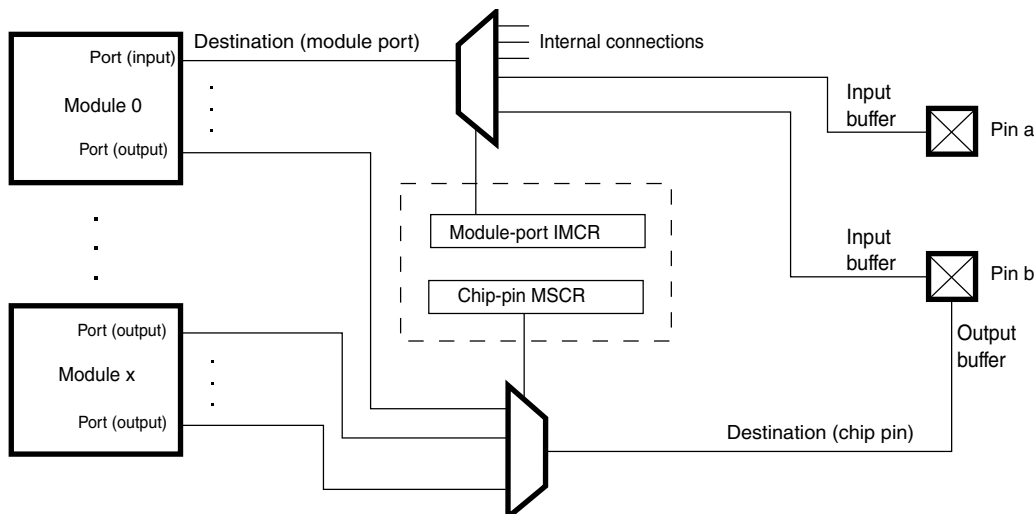 Destination (module port)
Internal connections
Port (input)
Module 0
Port (output)
Input
buffer
Pin a
Module-port IMCR
Chip-pin MSCR
Input
buffer
Pin b
Port (output)
Module x
Port (output)
Output
buffer
Destination (chip pin)